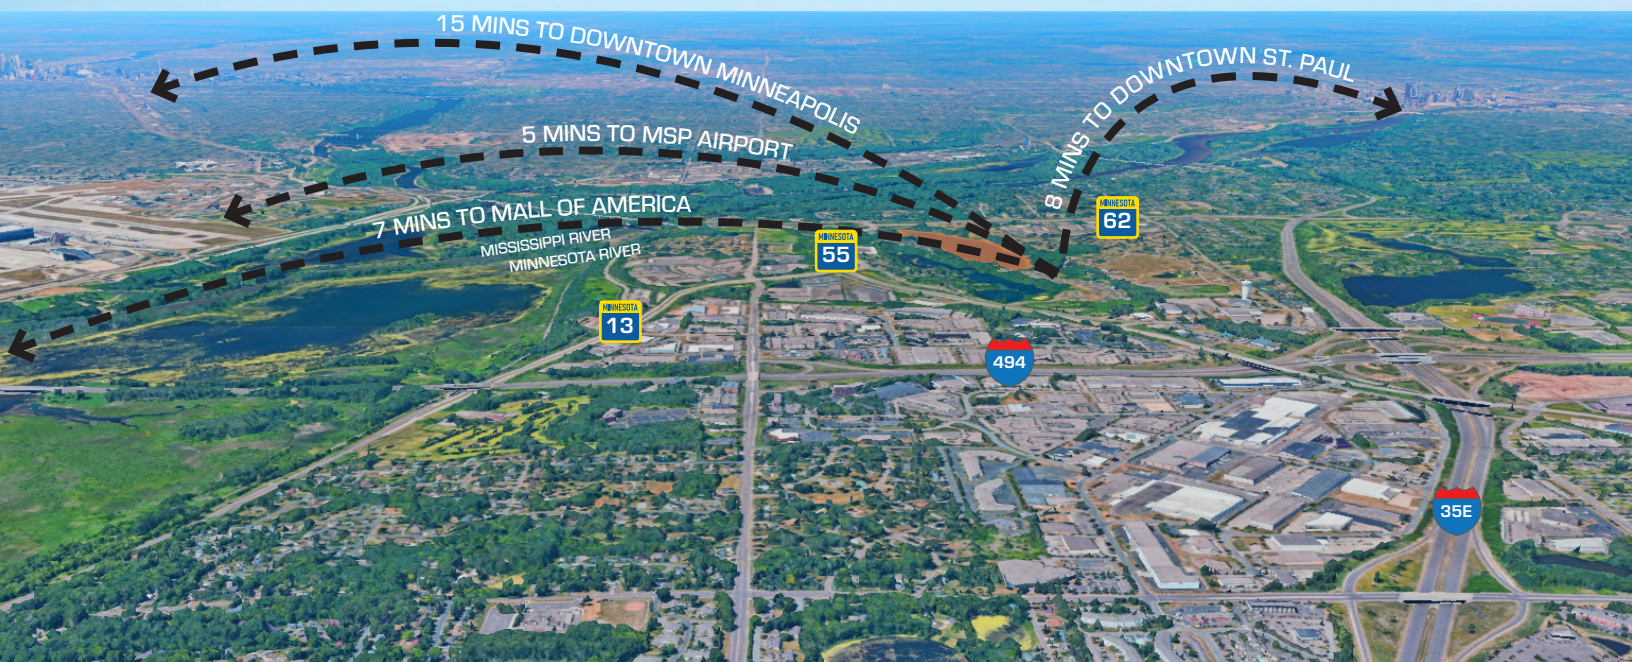 15 MINS TO DOWNTOWN MINNEAPOLIS
8 MINS TO DOWNTOWN ST. PAUL
5 MINS TO MSP AIRPORT
7 MINS TO MALL OF AMERICA
MINNESOTA
62
MISSISSIPPI RIVER
MINNESOTA RIVER
MINNESOTA
55
MINNESOTA
13
494
35E